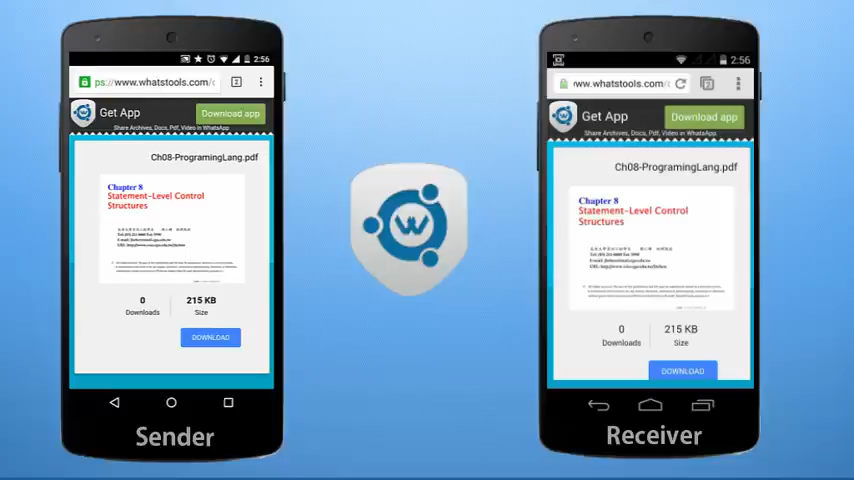 2:56
ps://www.whatstools.com/c
2
Get App
Download app
Share Archives, Docs, Pdf, Video in WhatsApp
Ch08-ProgramingLang.pdf
Chapter 8
Statement-Level Control
Structures
0
Downloads
215 KB
Size
DOWNLOAD
Sender
W
2:56
www.whatstools.com/c
2
Get App
Download app
Share Archives, Docs, Pdf, Video in WhatsApp
Ch08-ProgramingLang.pdf
Chapter 8
Statement-Level Control
Structures
0
Downloads
215 KB
Size
DOWNLOAD
Receiver